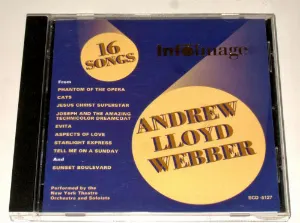 16
SONGS
From
PHANTOM OF THE OPERA
CATS
JESUS CHRIST SUPERSTAR
JOSEPH AND THE AMAZING
TECHNICOLOR DREAMCOAT
EVITA
ASPECTS OF LOVE
STARLIGHT EXPRESS
TELL ME ON A SUNDAY
And
SUNSET BOULEVARD
ANDREW
LLOYD
WEBBER
Performed by the
New York Theatre
Orchestra and Soloists
SCD 6127